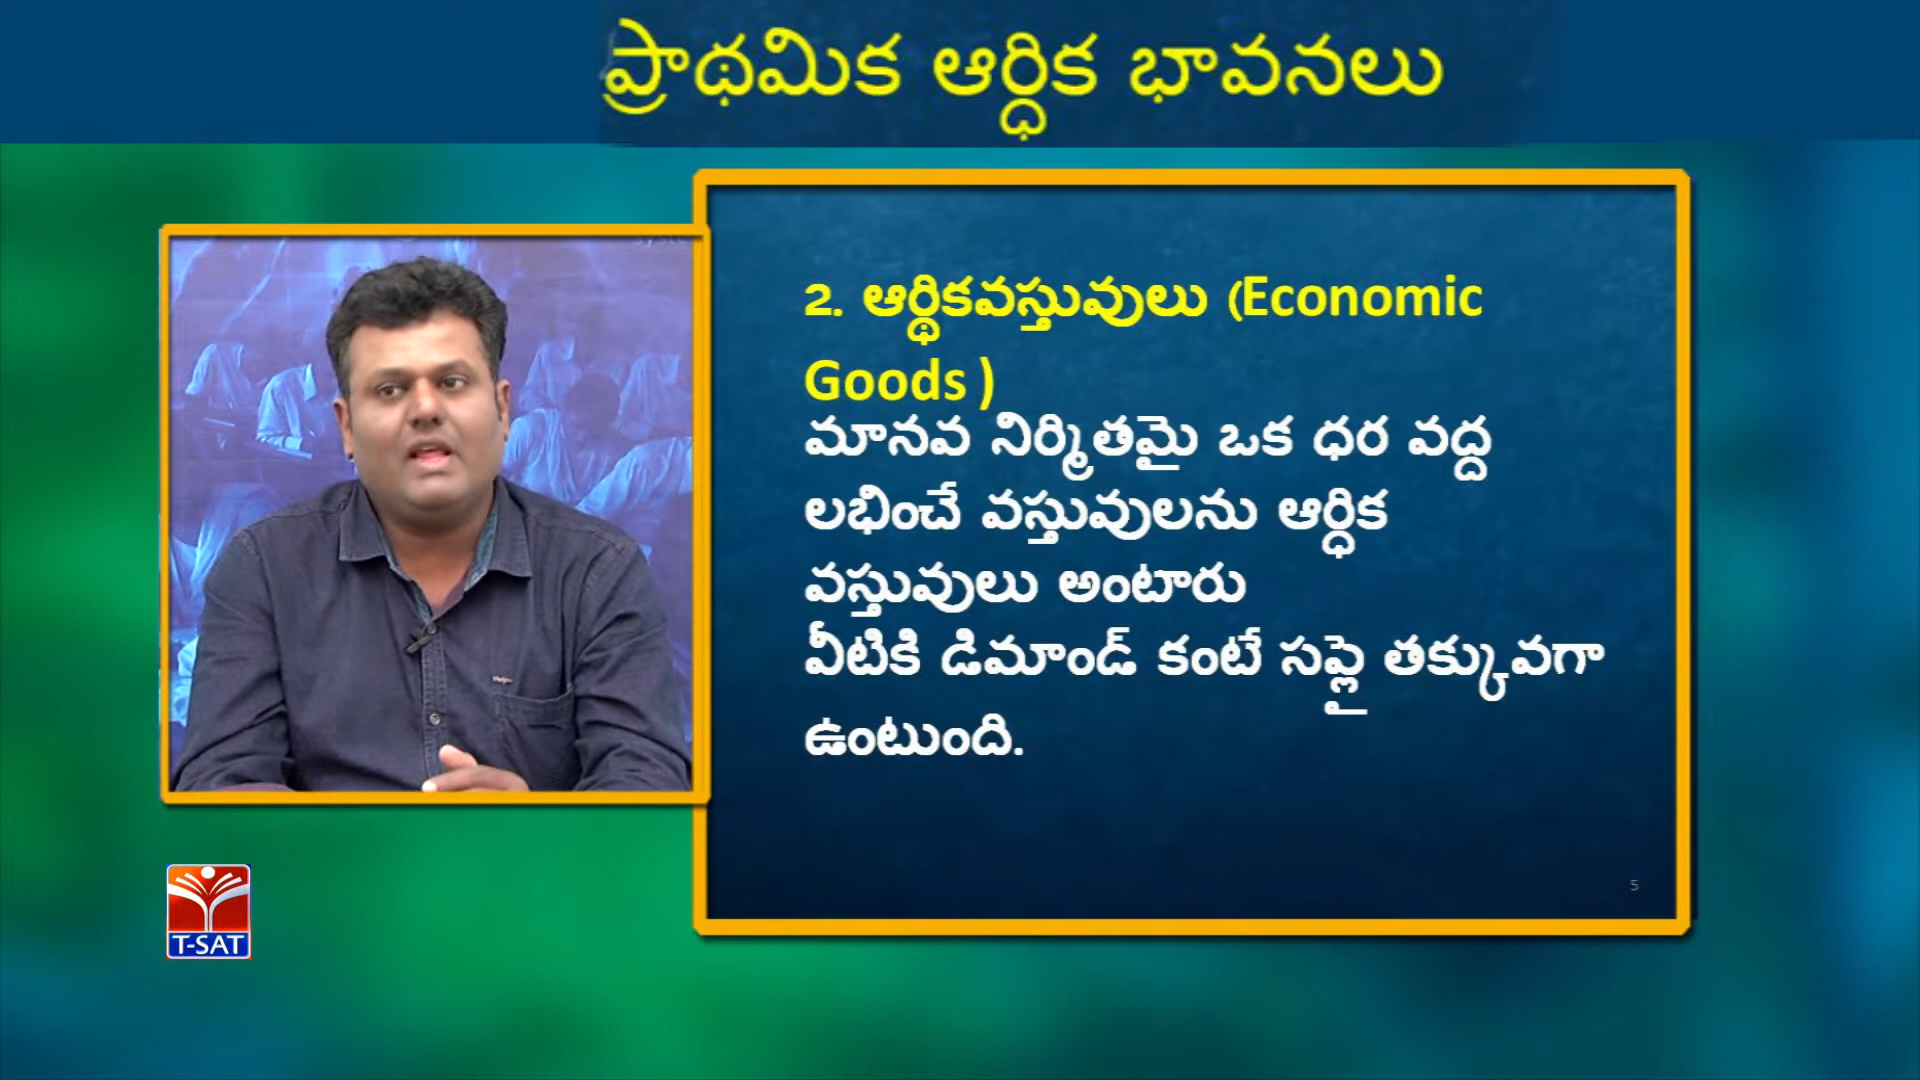 ప్రాథమిక ఆర్ధిక భావనలు
2. ఆర్థికవస్తువులు (Economic
Goods )
మానవ నిర్మితమై ఒక ధర వద్ద
లభించే వస్తువులను ఆర్ధిక
వస్తువులు అంటారు
వీటికి డిమాండ్ కంటే సప్లై తక్కువగా
ఉంటుంది.
5
T-SAT